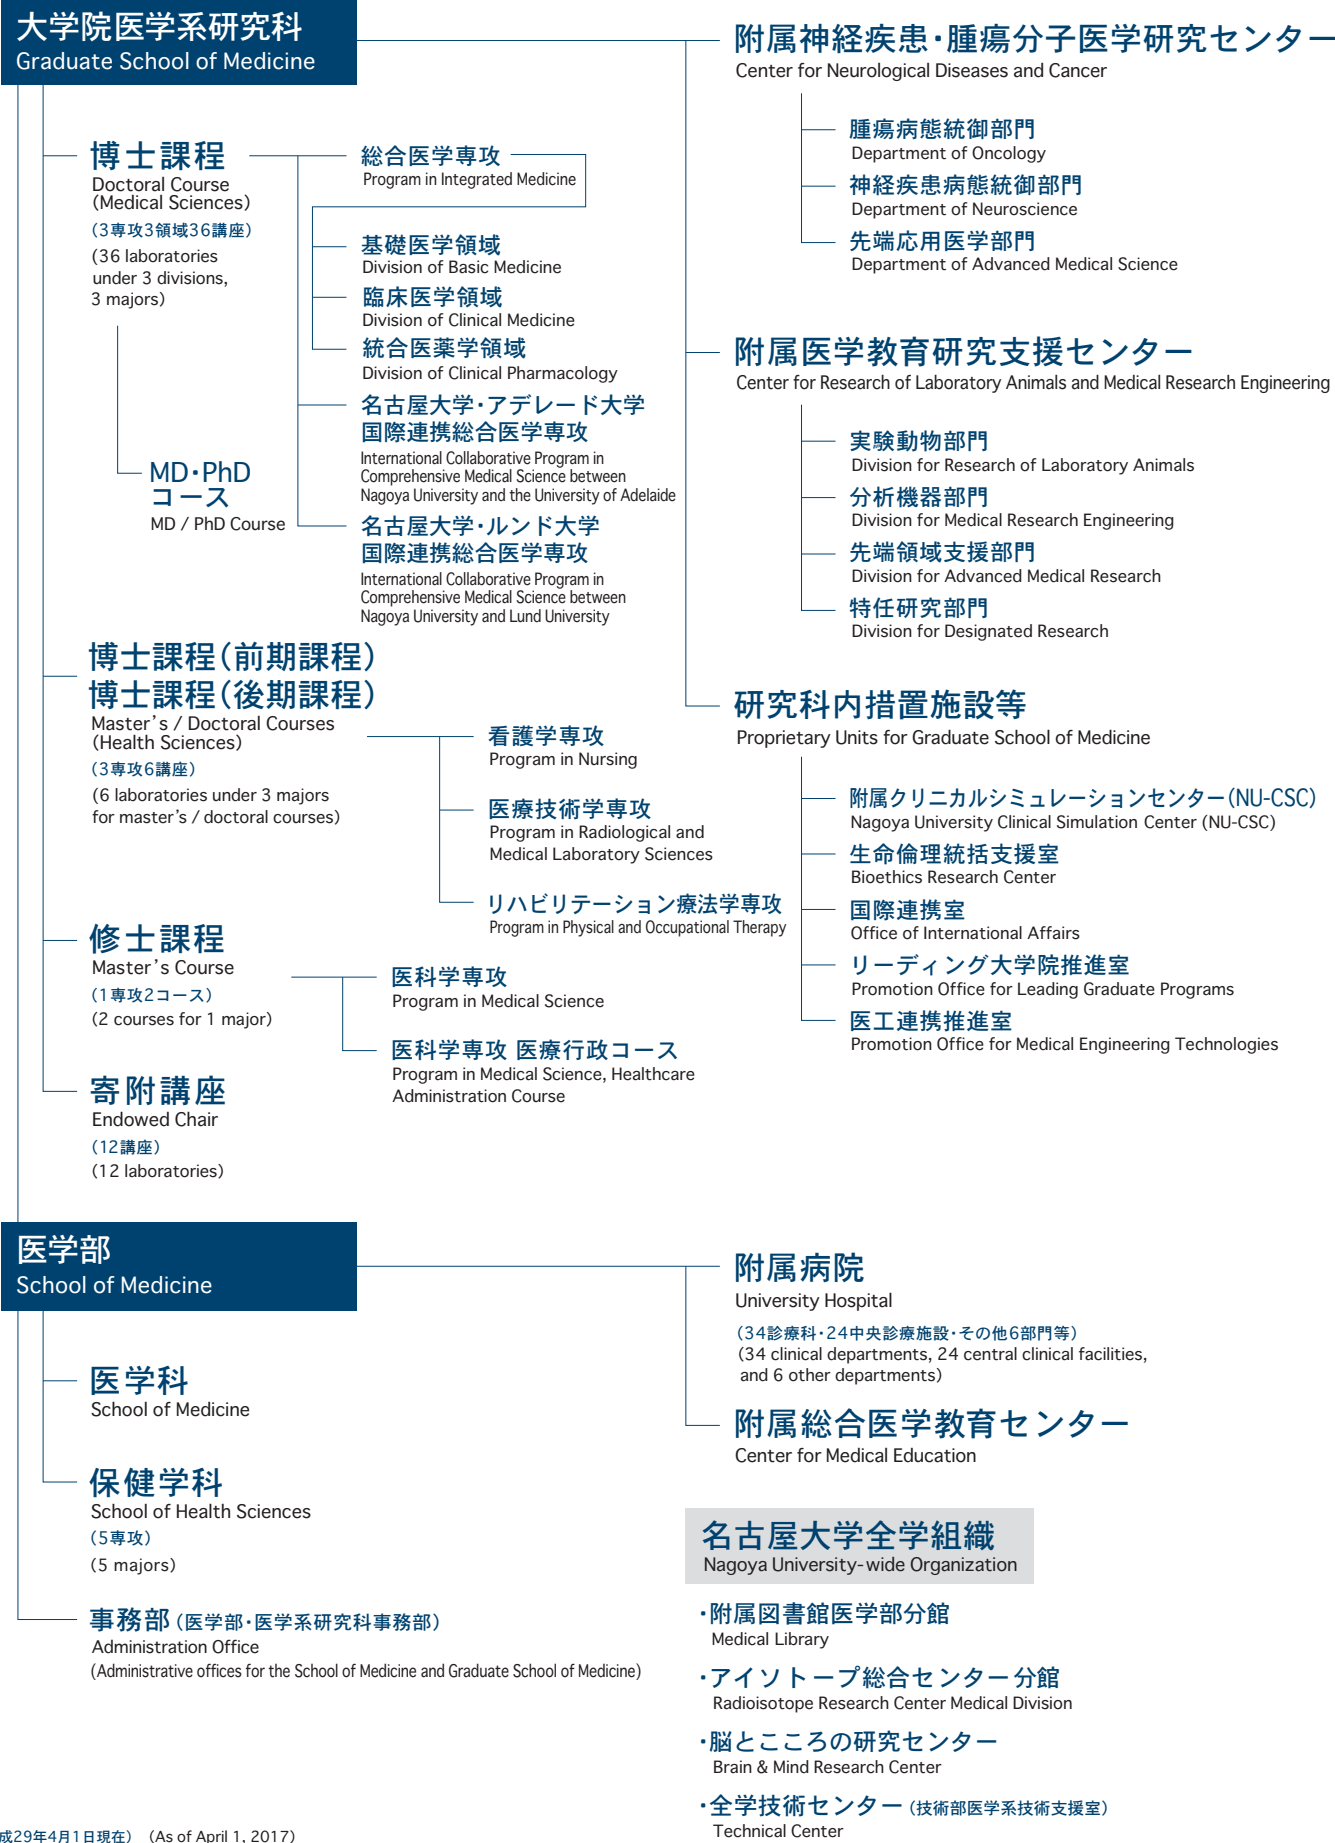 大学院医学系研究科
Graduate School of Medicine
博士課程
Doctoral Course
(Medical Sciences)
(3専攻3領域36講座)
(36 laboratories
under 3 divisions,
3 majors)
MD・PhD
コース
MD / PhD Course
総合医学専攻
Program in Integrated Medicine
基礎医学領域
Division of Basic Medicine
臨床医学領域
Division of Clinical Medicine
統合医薬学領域
Division of Clinical Pharmacology
名古屋大学・アデレード大学
国際連携総合医学専攻
International Collaborative Program in
Comprehensive Medical Science between
Nagoya University and the University of Adelaide
名古屋大学・ルンド大学
国際連携総合医学専攻
International Collaborative Program in
Comprehensive Medical Science between
Nagoya University and Lund University
博士課程(前期課程)
博士課程(後期課程)
Master's / Doctoral Courses
(Health Sciences)
(3専攻6講座)
(6 laboratories under 3 majors
for master's / doctoral courses)
看護学専攻
Program in Nursing
医療技術学専攻
Program in Radiological and
Medical Laboratory Sciences
リハビリテーション療法学専攻
Program in Physical and Occupational Therapy
修士課程
Master's Course
(1専攻2コース)
(2 courses for 1 major)
医科学専攻
Program in Medical Science
医科学専攻 医療行政コース
Program in Medical Science, Healthcare
Administration Course
寄附講座
Endowed Chair
(12講座)
(12 laboratories)
附属神経疾患・腫瘍分子医学研究センター
Center for Neurological Diseases and Cancer
腫瘍病態統御部門
Department of Oncology
神経疾患病態統御部門
Department of Neuroscience
先端応用医学部門
Department of Advanced Medical Science
附属医学教育研究支援センター
Center for Research of Laboratory Animals and Medical Research Engineering
実験動物部門
Division for Research of Laboratory Animals
分析機器部門
Division for Medical Research Engineering
先端領域支援部門
Division for Advanced Medical Research
特任研究部門
Division for Designated Research
研究科内措置施設等
Proprietary Units for Graduate School of Medicine
附属クリニカルシミュレーションセンター(NU-CSC)
Nagoya University Clinical Simulation Center (NU-CSC)
生命倫理統括支援室
Bioethics Research Center
国際連携室
Office of International Affairs
リーディング大学院推進室
Promotion Office for Leading Graduate Programs
医工連携推進室
Promotion Office for Medical Engineering Technologies
医学部
School of Medicine
医学科
School of Medicine
保健学科
School of Health Sciences
(5専攻)
(5 majors)
事務部(医学部・医学系研究科事務部)
Administration Office
(Administrative offices for the School of Medicine and Graduate School of Medicine)
附属病院
University Hospital
(34診療科・24中央診療施設・その他6部門等)
(34 clinical departments, 24 central clinical facilities,
and 6 other departments)
附属総合医学教育センター
Center for Medical Education
名古屋大学全学組織
Nagoya University-wide Organization
・附属図書館医学部分館
Medical Library
・アイソトープ総合センター分館
Radioisotope Research Center Medical Division
・脳とこころの研究センター
Brain & Mind Research Center
・全学技術センター(技術部医学系技術支援室)
Technical Center
成29年4月1日現在) (As of April 1, 2017)